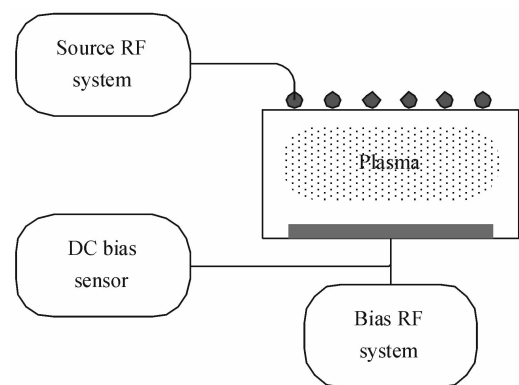 Source RF
system
Plasma
DC bias
sensor
Bias RF
system